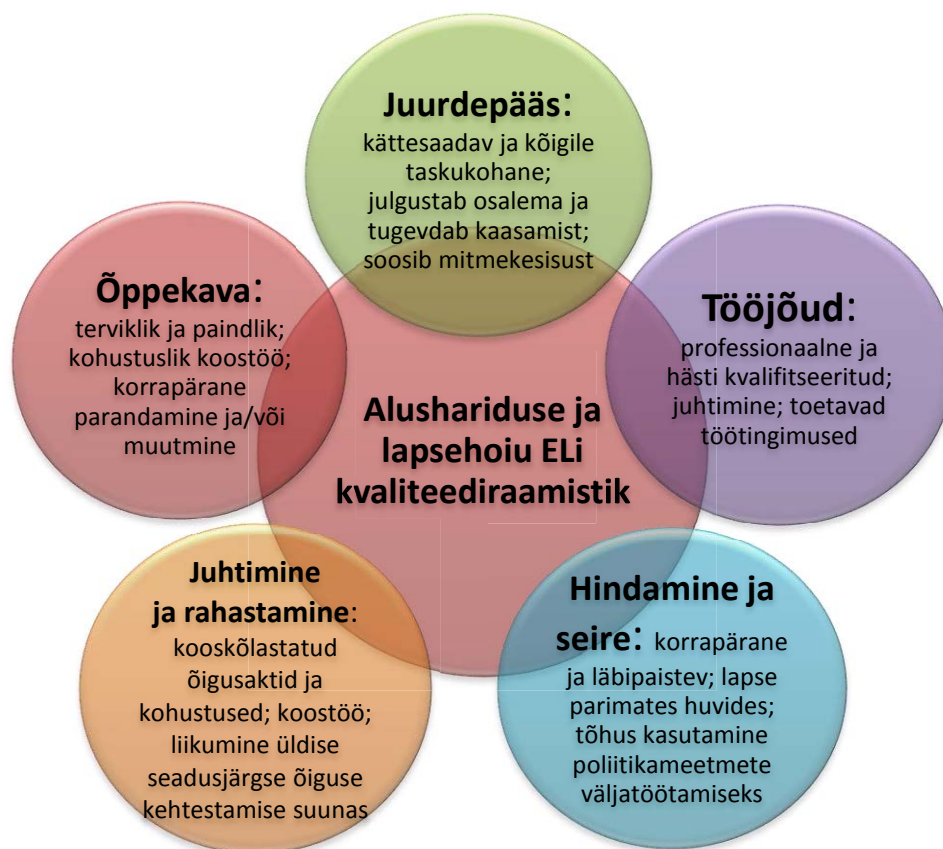 Juurdepääs:
kättesaadav ja kõigile
taskukohane;
julgustab osalema ja
tugevdab kaasamist;
soosib mitmekesisust
Õppekava:
terviklik ja paindlik;
kohustuslik koostöö;
korrapärane
parandamine ja/või
muutmine
Tööjõud:
professionaalne ja
hästi kvalifitseeritud;
juhtimine; toetavad
töötingimused
Alushariduse ja
lapsehoiu ELi
kvaliteediraamistik
Juhtimine
ja rahastamine:
kooskõlastatud
õigusaktid ja
kohustused; koostöö;
liikumine üldise
seadusjärgse õiguse
kehtestamise suunas
Hindamine ja
seire: korrapärane
ja läbipaistev; lapse
parimates huvides;
tõhus kasutamine
poliitikameetmete
väljatöötamiseks